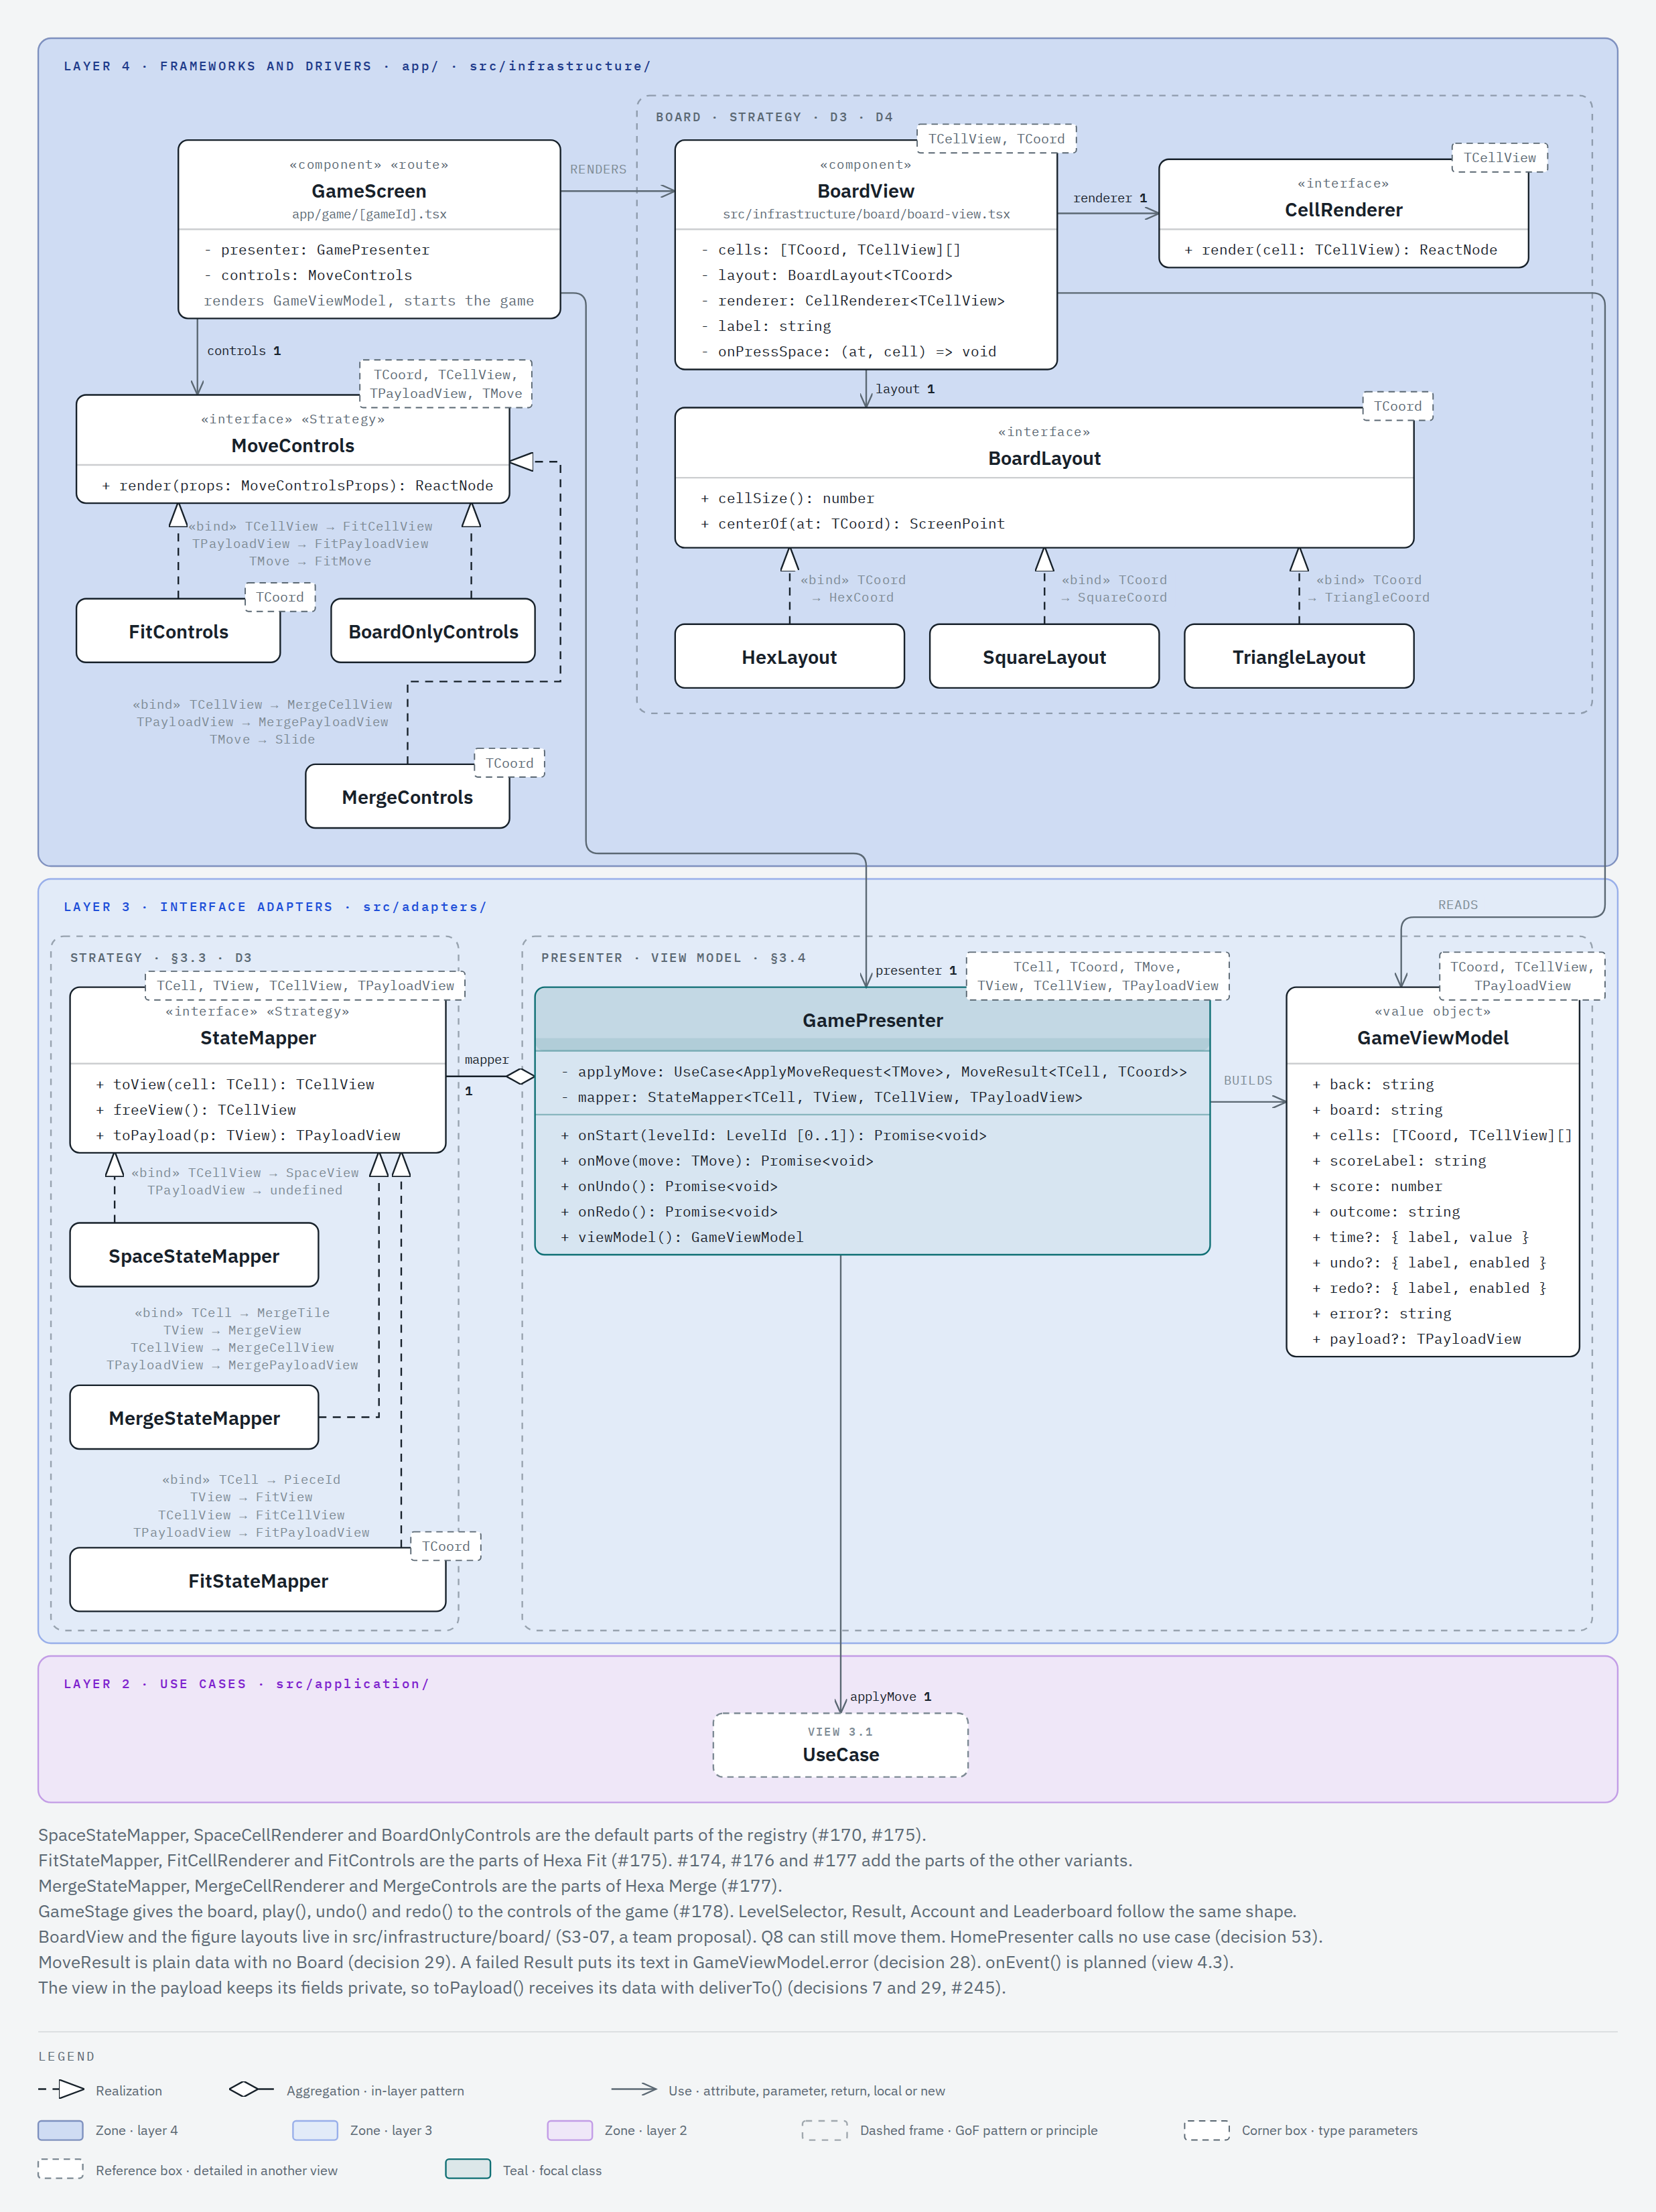 LAYER 4 · FRAMEWORKS AND DRIVERS · app/ · src/infrastructure/
BOARD · STRATEGY · D3 · D4
TCellView, TCoord
TCellView
«component» «route»
GameScreen
app/game/[gameId].tsx
- presenter: GamePresenter
- controls: MoveControls
renders GameViewModel, starts the game
RENDERS
«component»
BoardView
src/infrastructure/board/board-view.tsx
- cells: [TCoord, TCellView][]
- layout: BoardLayout<TCoord>
- renderer: CellRenderer<TCellView>
- label: string
- onPressSpace: (at, cell) => void
renderer 1
«interface»
CellRenderer
+ render(cell: TCellView): ReactNode
controls 1
TCoord, TCellView,
TPayloadView, TMove
«interface» «Strategy»
MoveControls
+ render(props: MoveControlsProps): ReactNode
layout 1
TCoord
«interface»
BoardLayout
+ cellSize(): number
+ centerOf(at: TCoord): ScreenPoint
«bind» TCellView → FitCellView
TPayloadView → FitPayloadView
TMove → FitMove
TCoord
FitControls
BoardOnlyControls
«bind» TCoord
→ HexCoord
«bind» TCoord
→ SquareCoord
«bind» TCoord
→ TriangleCoord
HexLayout
SquareLayout
TriangleLayout
«bind» TCellView → MergeCellView
TPayloadView → MergePayloadView
TMove → Slide
TCoord
MergeControls
LAYER 3 · INTERFACE ADAPTERS · src/adapters/
READS
STRATEGY · §3.3 · D3
TCell, TView, TCellView, TPayloadView
«interface» «Strategy»
StateMapper
+ toView(cell: TCell): TCellView
+ freeView(): TCellView
+ toPayload(p: TView): TPayloadView
mapper
1
PRESENTER · VIEW MODEL · §3.4
presenter 1
TCell, TCoord, TMove,
TView, TCellView, TPayloadView
GamePresenter
- applyMove: UseCase<ApplyMoveRequest<TMove>, MoveResult<TCell, TCoord>>
- mapper: StateMapper<TCell, TView, TCellView, TPayloadView>
+ onStart(levelId: LevelId [0..1]): Promise<void>
+ onMove(move: TMove): Promise<void>
+ onUndo(): Promise<void>
+ onRedo(): Promise<void>
+ viewModel(): GameViewModel
BUILDS
TCoord, TCellView,
TPayloadView
«value object»
GameViewModel
+ back: string
+ board: string
+ cells: [TCoord, TCellView][]
+ scoreLabel: string
+ score: number
+ outcome: string
+ time?: { label, value }
+ undo?: { label, enabled }
+ redo?: { label, enabled }
+ error?: string
+ payload?: TPayloadView
«bind» TCellView → SpaceView
TPayloadView → undefined
SpaceStateMapper
«bind» TCell → MergeTile
TView → MergeView
TCellView → MergeCellView
TPayloadView → MergePayloadView
MergeStateMapper
«bind» TCell → PieceId
TView → FitView
TCellView → FitCellView
TPayloadView → FitPayloadView
TCoord
FitStateMapper
LAYER 2 · USE CASES · src/application/
applyMove 1
VIEW 3.1
UseCase
SpaceStateMapper, SpaceCellRenderer and BoardOnlyControls are the default parts of the registry (#170, #175).
FitStateMapper, FitCellRenderer and FitControls are the parts of Hexa Fit (#175). #174, #176 and #177 add the parts of the other variants.
MergeStateMapper, MergeCellRenderer and MergeControls are the parts of Hexa Merge (#177).
GameStage gives the board, play(), undo() and redo() to the controls of the game (#178). LevelSelector, Result, Account and Leaderboard follow the same shape.
BoardView and the figure layouts live in src/infrastructure/board/ (S3-07, a team proposal). Q8 can still move them. HomePresenter calls no use case (decision 53).
MoveResult is plain data with no Board (decision 29). A failed Result puts its text in GameViewModel.error (decision 28). onEvent() is planned (view 4.3).
The view in the payload keeps its fields private, so toPayload() receives its data with deliverTo() (decisions 7 and 29, #245).
LEGEND
Realization
Aggregation · in-layer pattern
Use · attribute, parameter, return, local or new
Zone · layer 4
Zone · layer 3
Zone · layer 2
Dashed frame · GoF pattern or principle
Corner box · type parameters
Reference box · detailed in another view
Teal · focal class